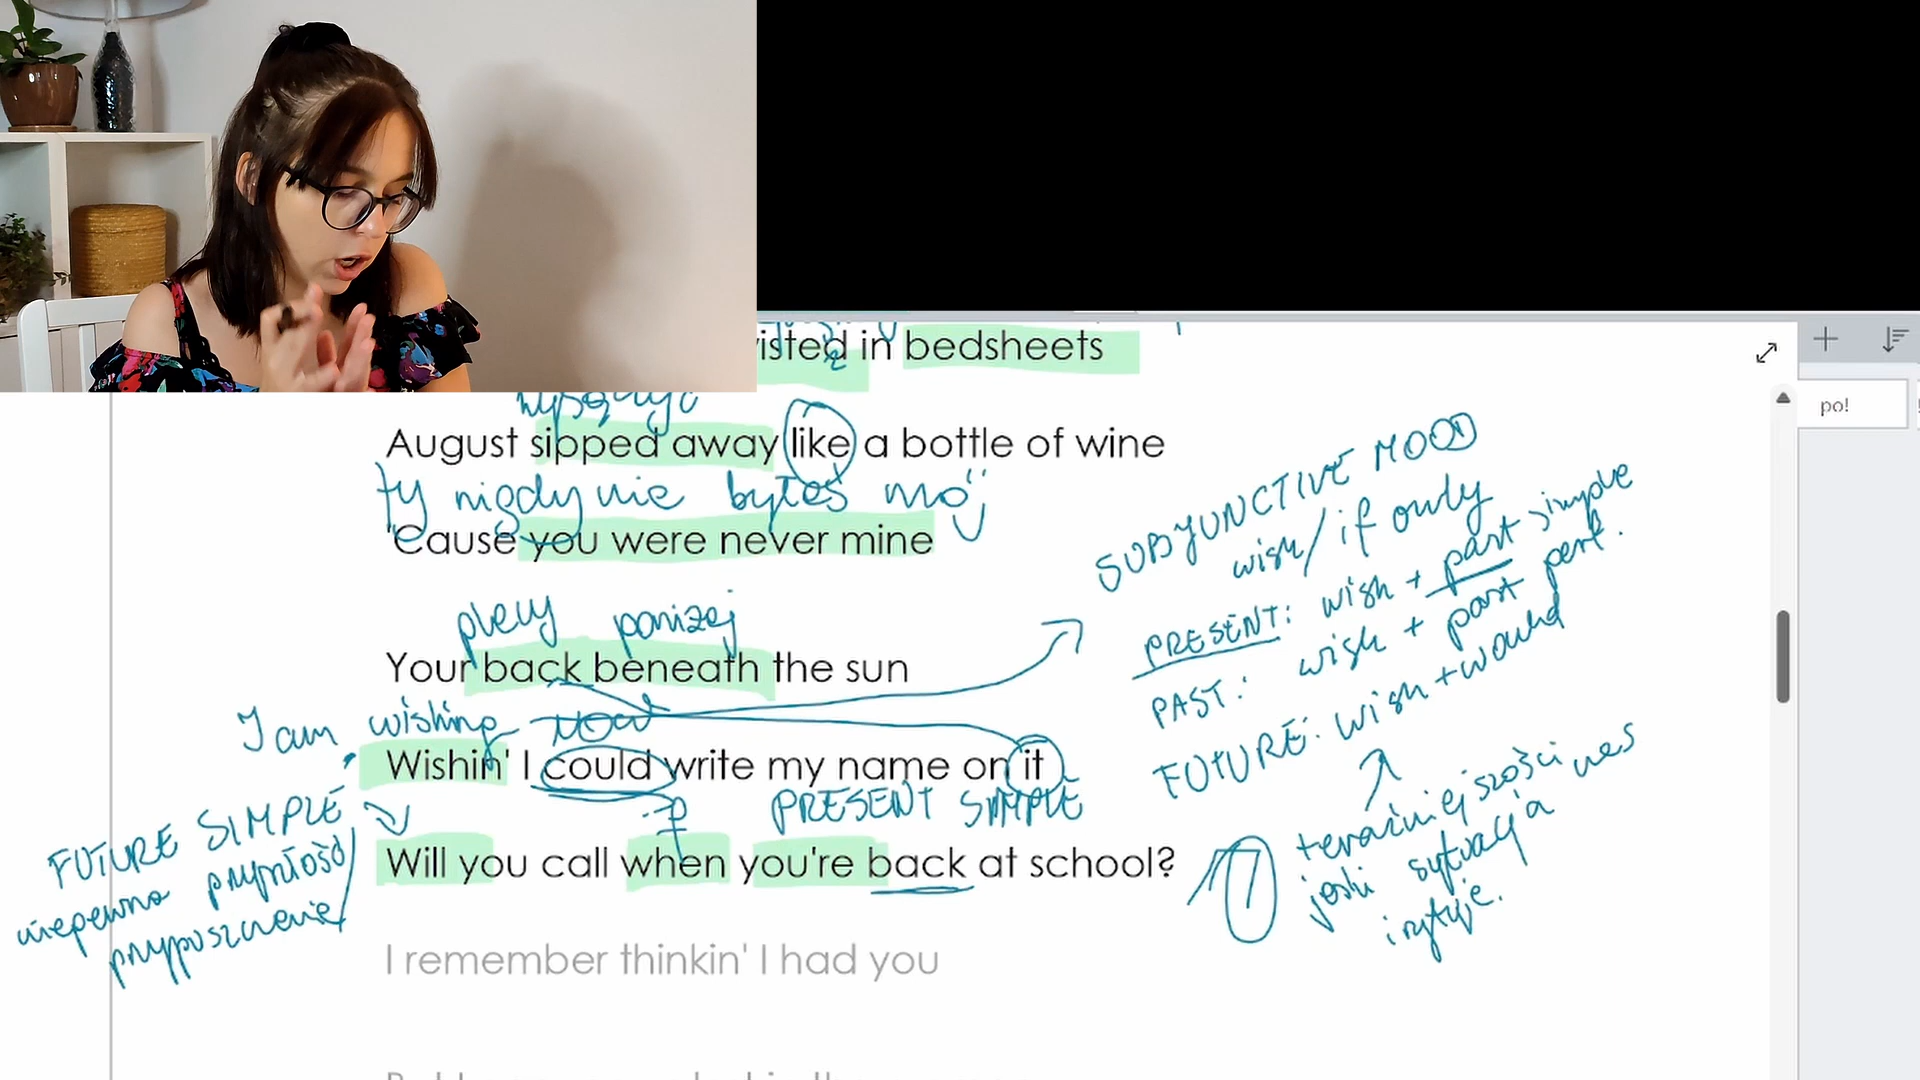 isted in bedsheets
po!
August sipped away like a bottle of wine
ty nigdy nie byłeś mój
'Cause you were never mine
plecy poniżej
Your back beneath the sun
I am wishing
Wishin' I could write my name on it
PRESENT SIMPLE
Will you call when you're back at school?
I remember thinkin' I had you
FUTURE SIMPLE
niepewna przyszłość/
przypuszczenie/
SUBJUNCTIVE MOOD
wish/if only
PRESENT: wish + past simple
PAST: wish + past perf.
FUTURE: wish + would
teraźniejszości
jeśli sytuacja nas
irytuje.